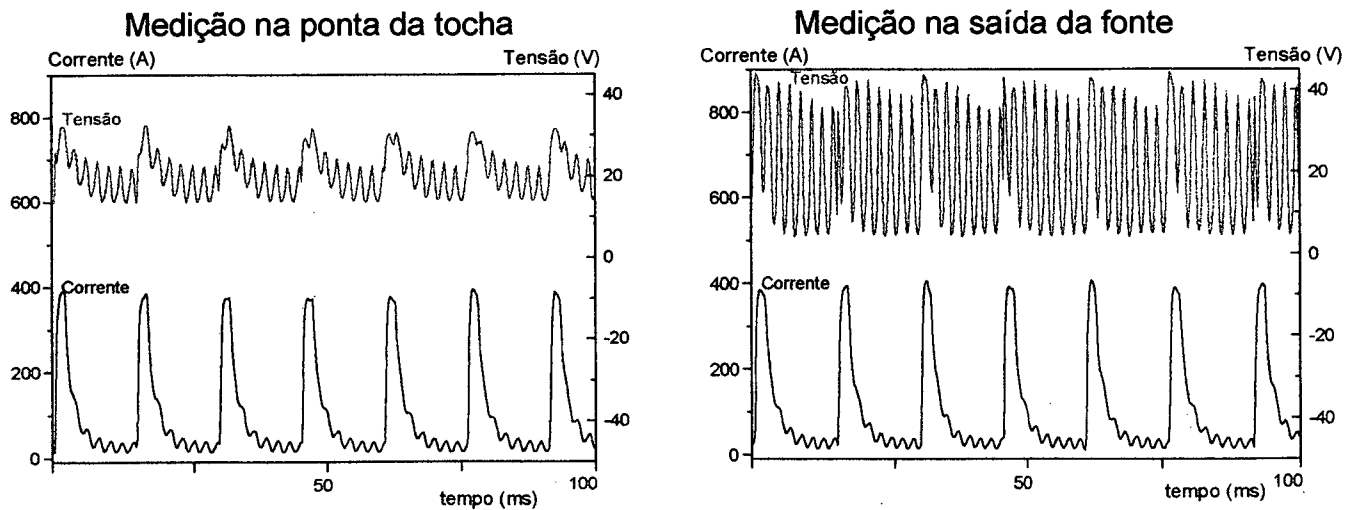 Medição na ponta da tocha
Corrente (A)
Tensão (V)
Tensão
Corrente
800
600
400
200
0
40
20
0
-20
-40
50
100
tempo (ms)
Medição na saída da fonte
Corrente (A)
Tensão (V)
Tensão
Corrente
800
600
400
200
0
40
20
0
-20
-40
50
100
tempo (ms)